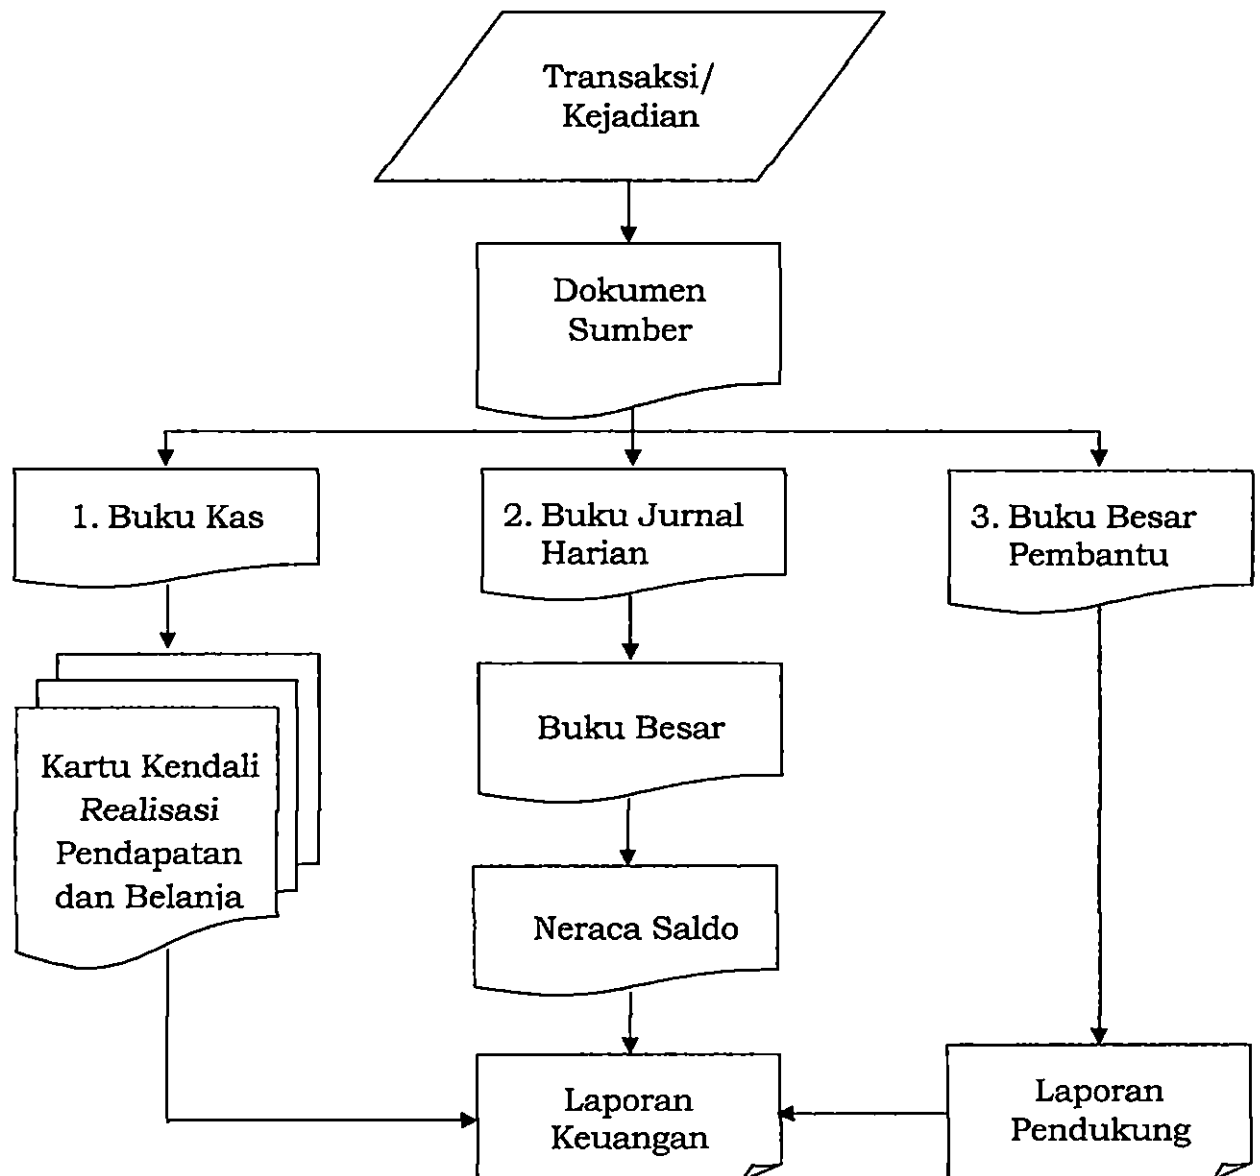 Transaksi/
Kejadian
Dokumen
Sumber
1. Buku Kas
2. Buku Jurnal
Harian
3. Buku Besar
Pembantu
Kartu Kendali
Realisasi
Pendapatan
dan Belanja
Buku Besar
Neraca Saldo
Laporan
Keuangan
Laporan
Pendukung